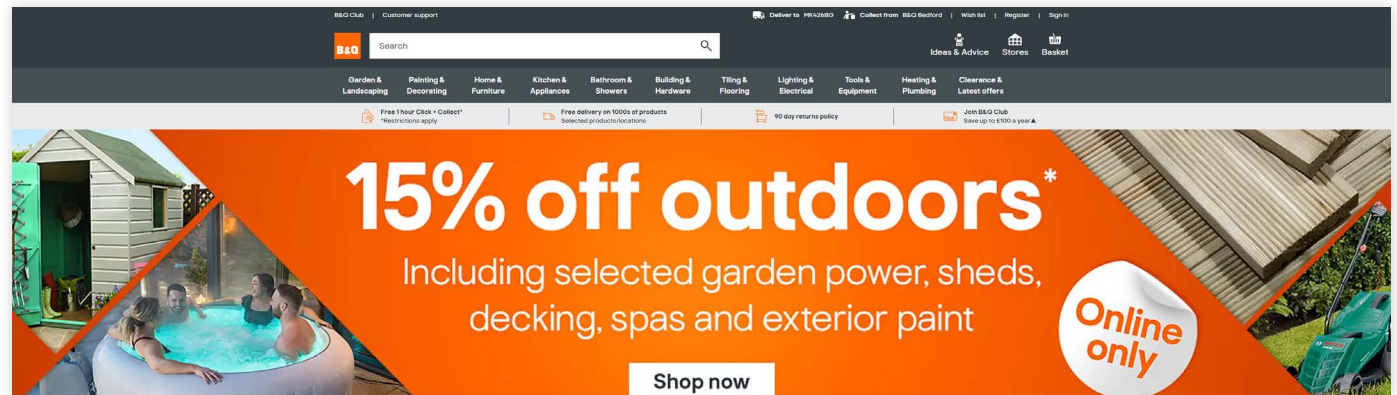 B&Q Club | Customer support
Deliver to MK426BG Collect from B&Q Bedford | Wish list | Register | Sign in
B&Q Search
Ideas & Advice Stores Basket
Garden & Landscaping
Painting & Decorating
Home & Furniture
Kitchen & Appliances
Bathroom & Showers
Building & Hardware
Tiling & Flooring
Lighting & Electrical
Tools & Equipment
Heating & Plumbing
Clearance & Latest offers
Free 1 hour Click + Collect*
*Restrictions apply
Free delivery on 1000s of products
Selected products/locations
90 day returns policy
Join B&Q Club
Save up to £100 a year▲
15% off outdoors*
Including selected garden power, sheds,
decking, spas and exterior paint
Online
only
Shop now
BOSCH